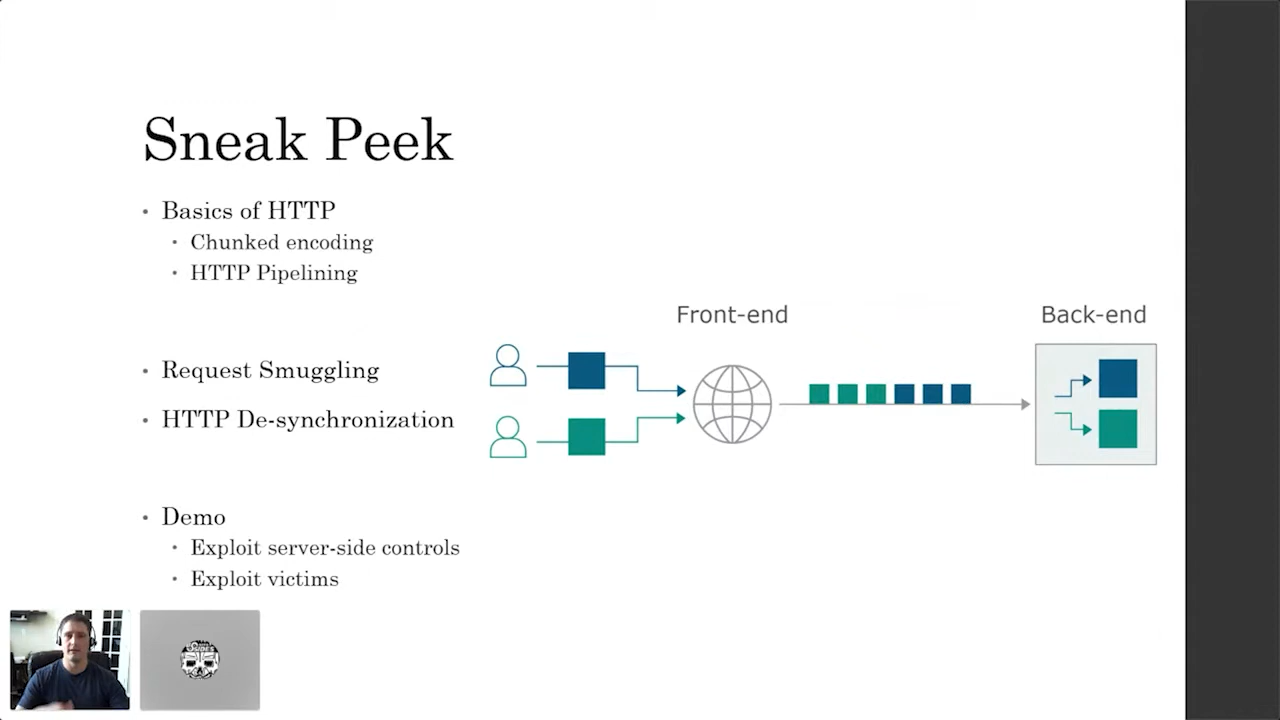 Sneak Peek
• Basics of HTTP
• Chunked encoding
• HTTP Pipelining
• Request Smuggling
• HTTP De-synchronization
• Demo
• Exploit server-side controls
• Exploit victims
Front-end
Back-end
SIDES